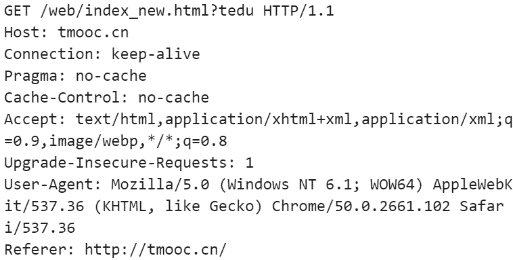 GET /web/index_new.html?tedu HTTP/1.1
Host: tmooc.cn
Connection: keep-alive
Pragma: no-cache
Cache-Control: no-cache
Accept: text/html,application/xhtml+xml,application/xml;q
=0.9,image/webp,*/*;q=0.8
Upgrade-Insecure-Requests: 1
User-Agent: Mozilla/5.0 (Windows NT 6.1; WOW64) AppleWebK
it/537.36 (KHTML, like Gecko) Chrome/50.0.2661.102 Safar
i/537.36
Referer: http://tmooc.cn/